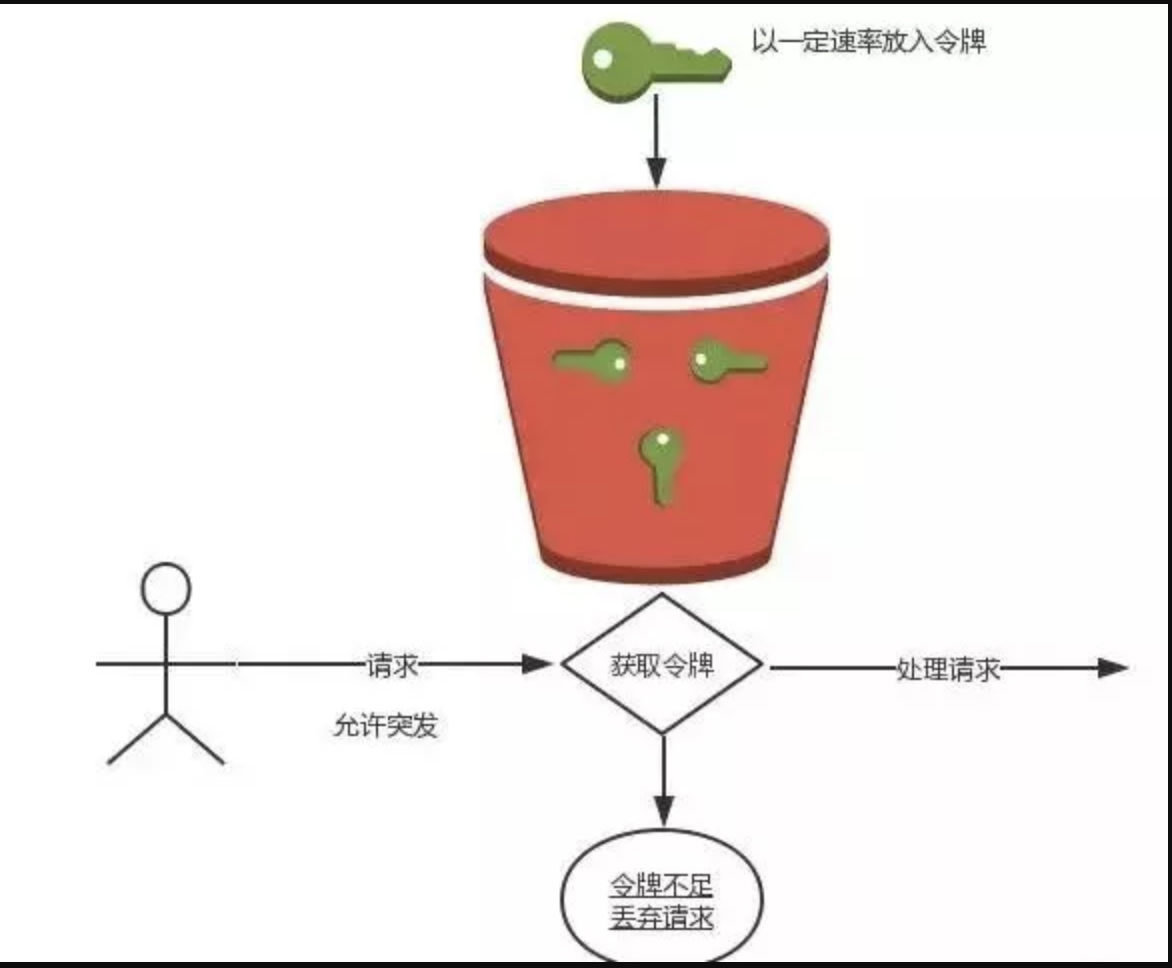 以一定速率放入令牌
请求
获取令牌
处理请求
允许突发
令牌不足
丢弃请求